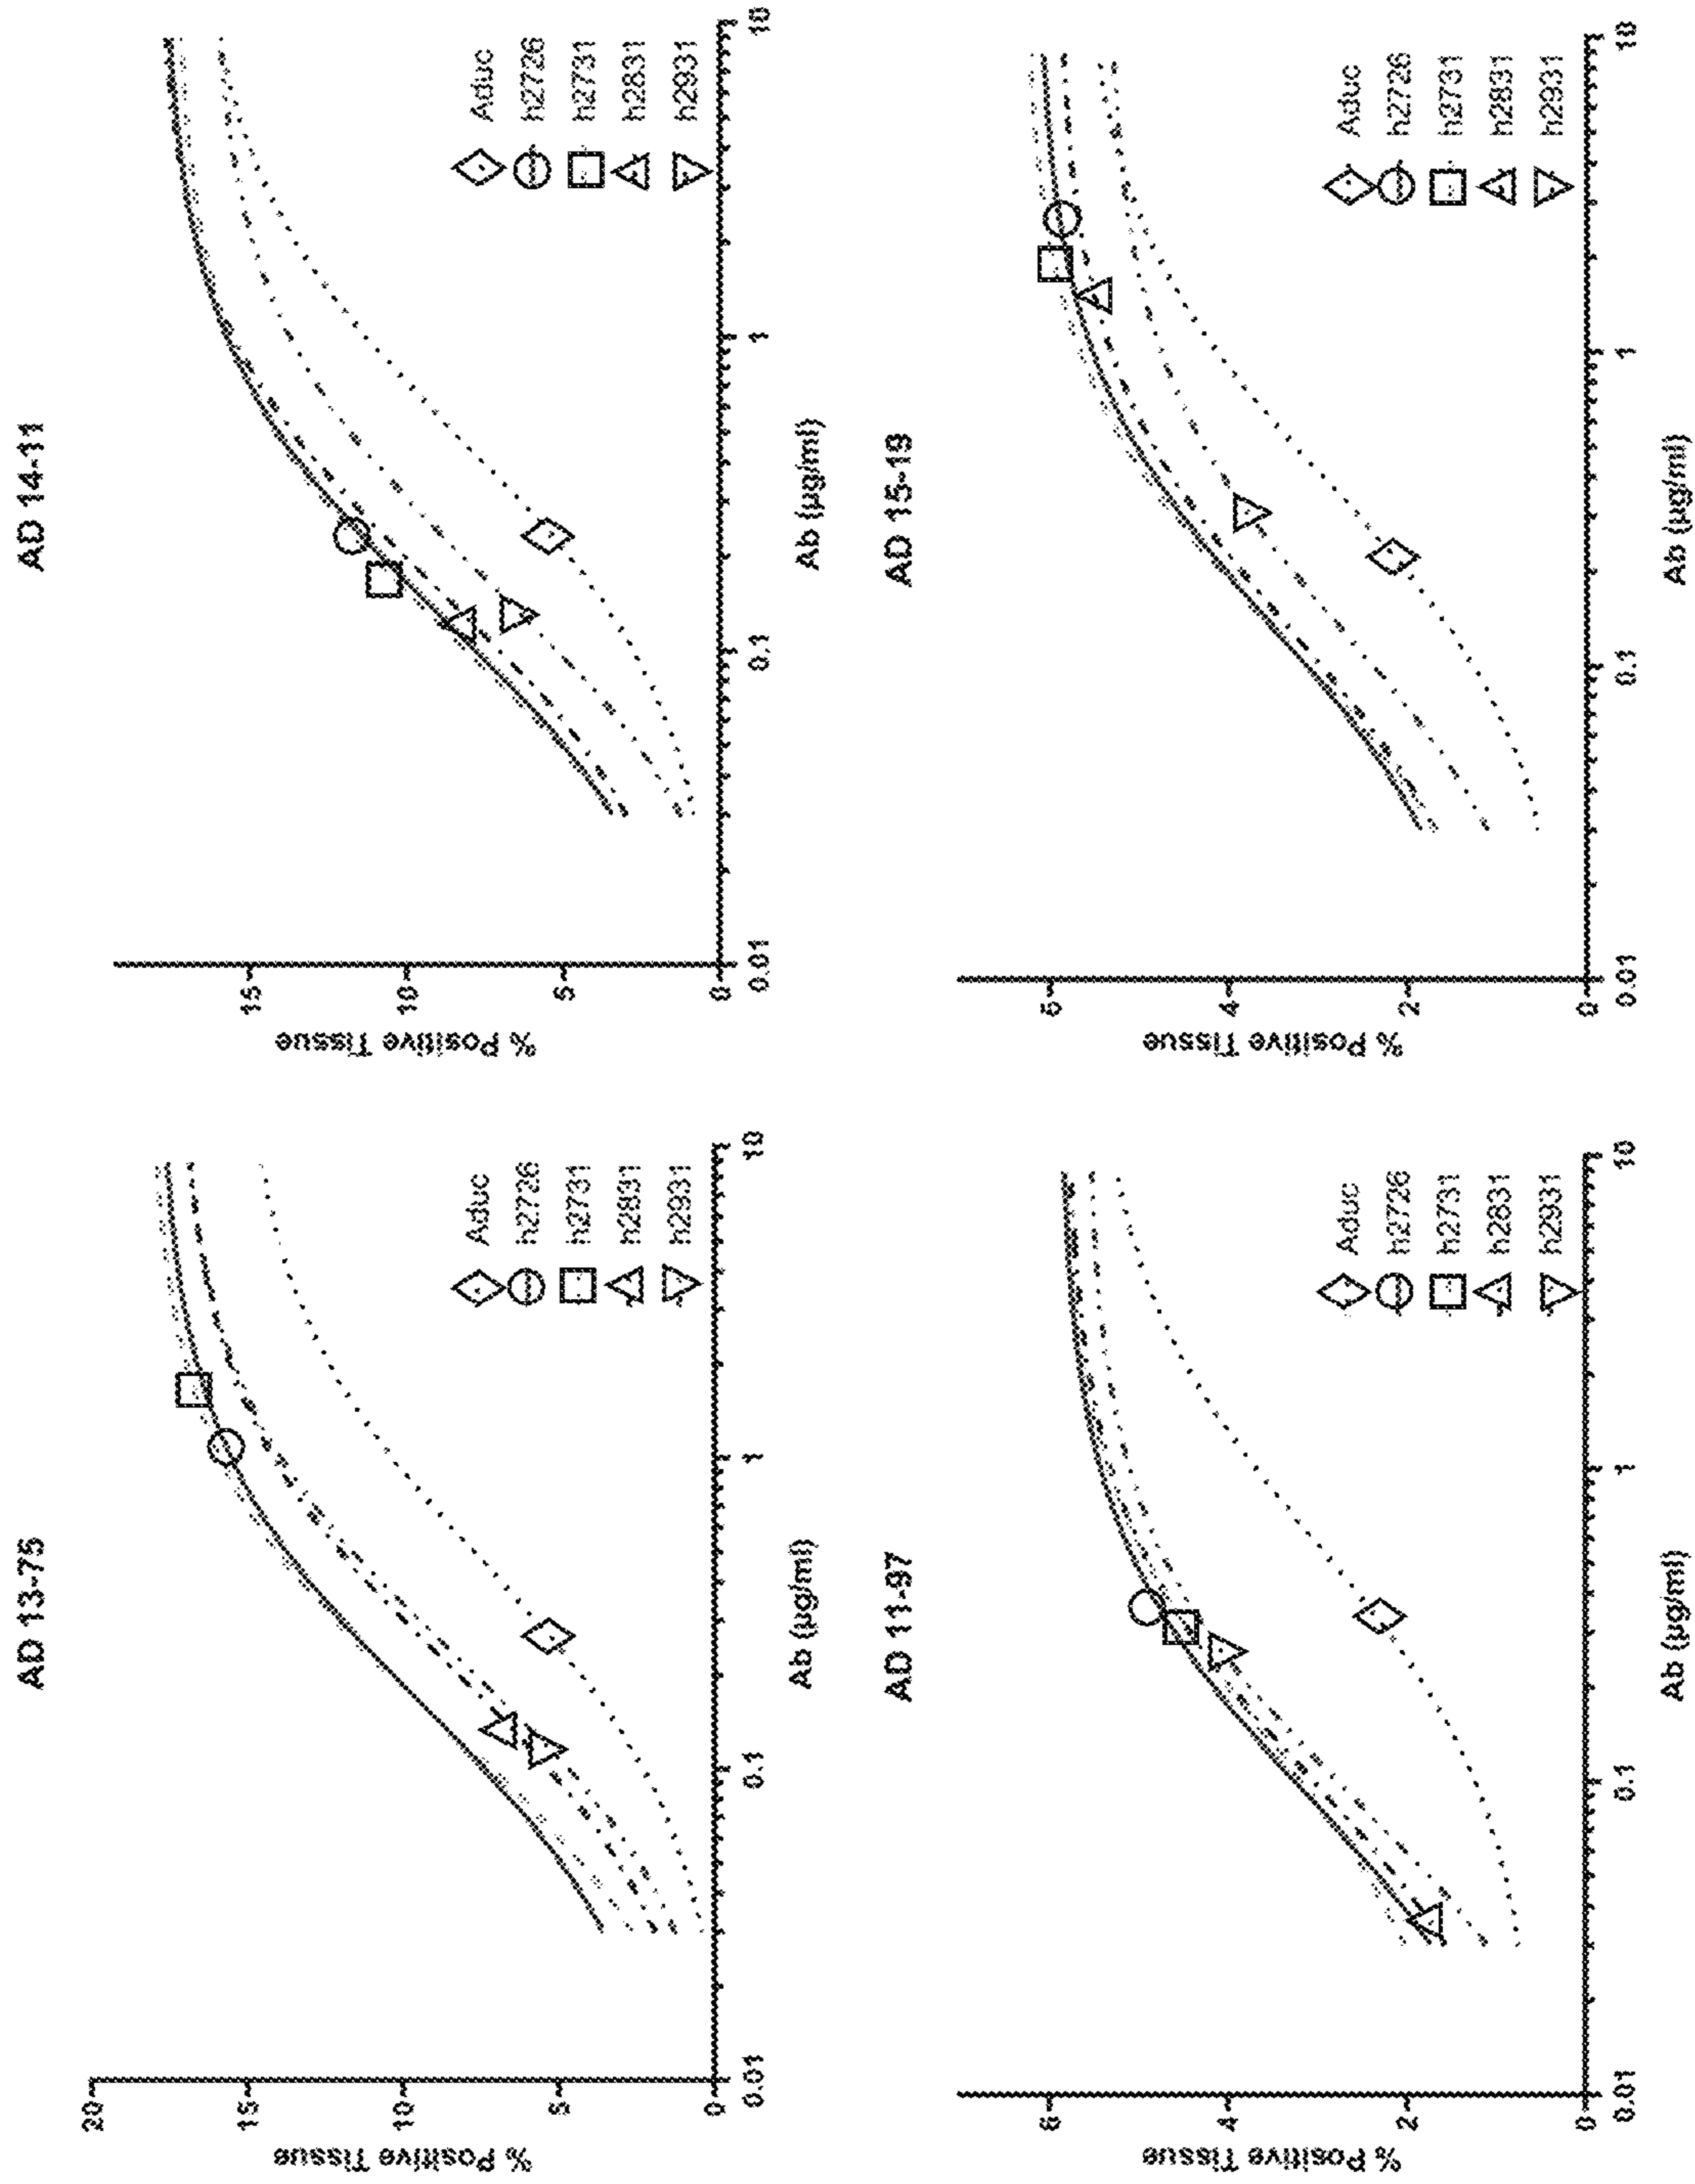 AD 13-75
% Positive Tissue
20
15
10
5
0
0.01
0.1
1
10
Ab (µg/ml)
Aduc
h2726
h2731
h2831
h2931
AD 14-11
% Positive Tissue
15
10
5
0
0.01
0.1
1
10
Ab (µg/ml)
Aduc
h2726
h2731
h2831
h2931
AD 11-97
% Positive Tissue
6
4
2
0
0.01
0.1
1
10
Ab (µg/ml)
Aduc
h2726
h2731
h2831
h2931
AD 15-19
% Positive Tissue
6
4
2
0
0.01
0.1
1
10
Ab (µg/ml)
Aduc
h2726
h2731
h2831
h2931